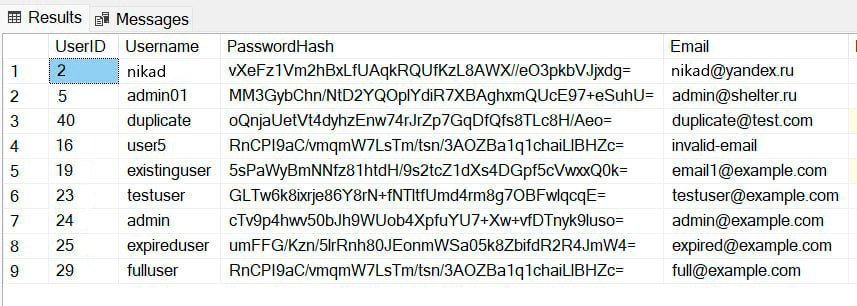 Results Messages
UserID Username PasswordHash Email
1 2 nikad vXeFz1Vm2hBxLfUAqkRQUfKzL8AWX//eO3pkbVJjxdg= nikad@yandex.ru
2 5 admin01 MM3GybChn/NtD2YQOplYdiR7XBAghxmQUcE97+eSuhU= admin@shelter.ru
3 40 duplicate oQnjaUetVt4dyhzEnw74rJrZp7GqDfQfs8TLc8H/Aeo= duplicate@test.com
4 16 user5 RnCPI9aC/vmqmW7LsTm/tsn/3AOZBa1q1chaiLlBHZc= invalid-email
5 19 existinguser 5sPaWyBmNNfz81htdH/9s2tcZ1dXs4DGpf5cVwxxQ0k= email1@example.com
6 23 testuser GLTw6k8ixrje86Y8rN+fNTltfUmd4rm8g7OBFwlqcqE= testuser@example.com
7 24 admin cTv9p4hwv50bJh9WUob4XpfuYU7+Xw+vfDTnyk9luso= admin@example.com
8 25 expireduser umFFG/Kzn/5lrRnh80JEonmWSa05k8ZbifdR2R4JmW4= expired@example.com
9 29 fulluser RnCPI9aC/vmqmW7LsTm/tsn/3AOZBa1q1chaiLlBHZc= full@example.com